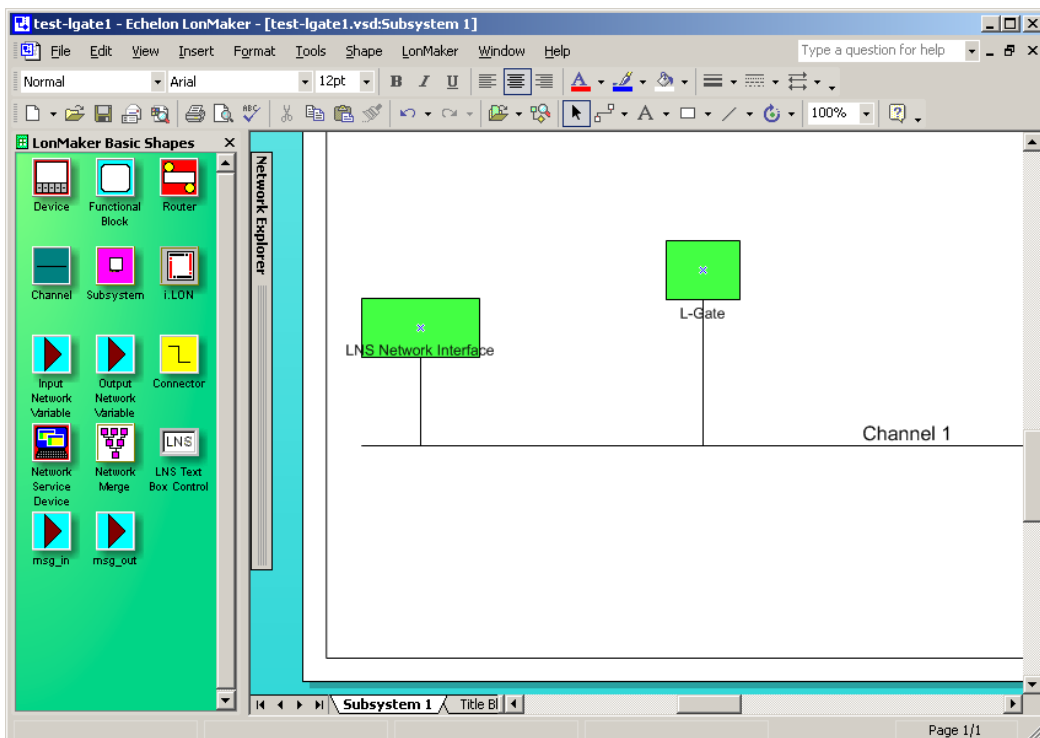 test-lgate1 - Echelon LonMaker - [test-lgate1.vsd:Subsystem 1]
File Edit View Insert Format Tools Shape LonMaker Window Help
Type a question for help
Normal
Arial
12pt
B I U
A
ABC
A
100%
?
LonMaker Basic Shapes
Device
Functional
Block
Router
Channel
Subsystem
i.LON
Input
Network
Variable
Output
Network
Variable
Connector
Network
Service
Device
Network
Merge
LNS
LNS Text
Box Control
msg_in
msg_out
Network Explorer
L-Gate
LNS Network Interface
Channel 1
Subsystem 1
Title Bl
Page 1/1